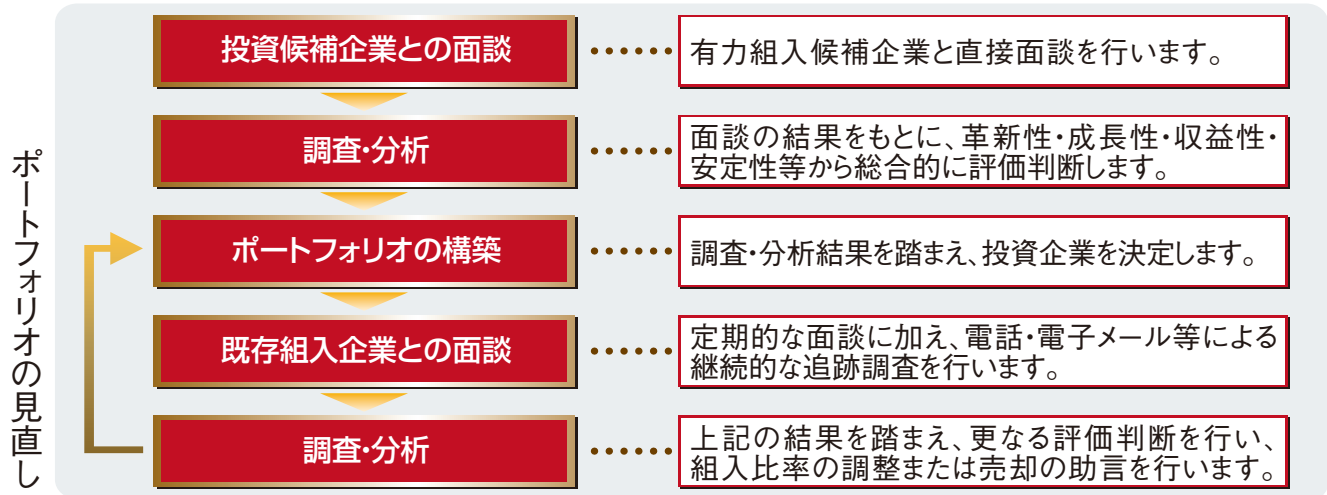 投資候補企業との面談
有力組入候補企業と直接面談を行います。
調査・分析
面談の結果をもとに、革新性・成長性・収益性・
安定性等から総合的に評価判断します。
ポートフォリオの構築
調査・分析結果を踏まえ、投資企業を決定します。
既存組入企業との面談
定期的な面談に加え、電話・電子メール等による
継続的な追跡調査を行います。
調査・分析
上記の結果を踏まえ、更なる評価判断を行い、
組入比率の調整または売却の助言を行います。
ポートフォリオの見直し